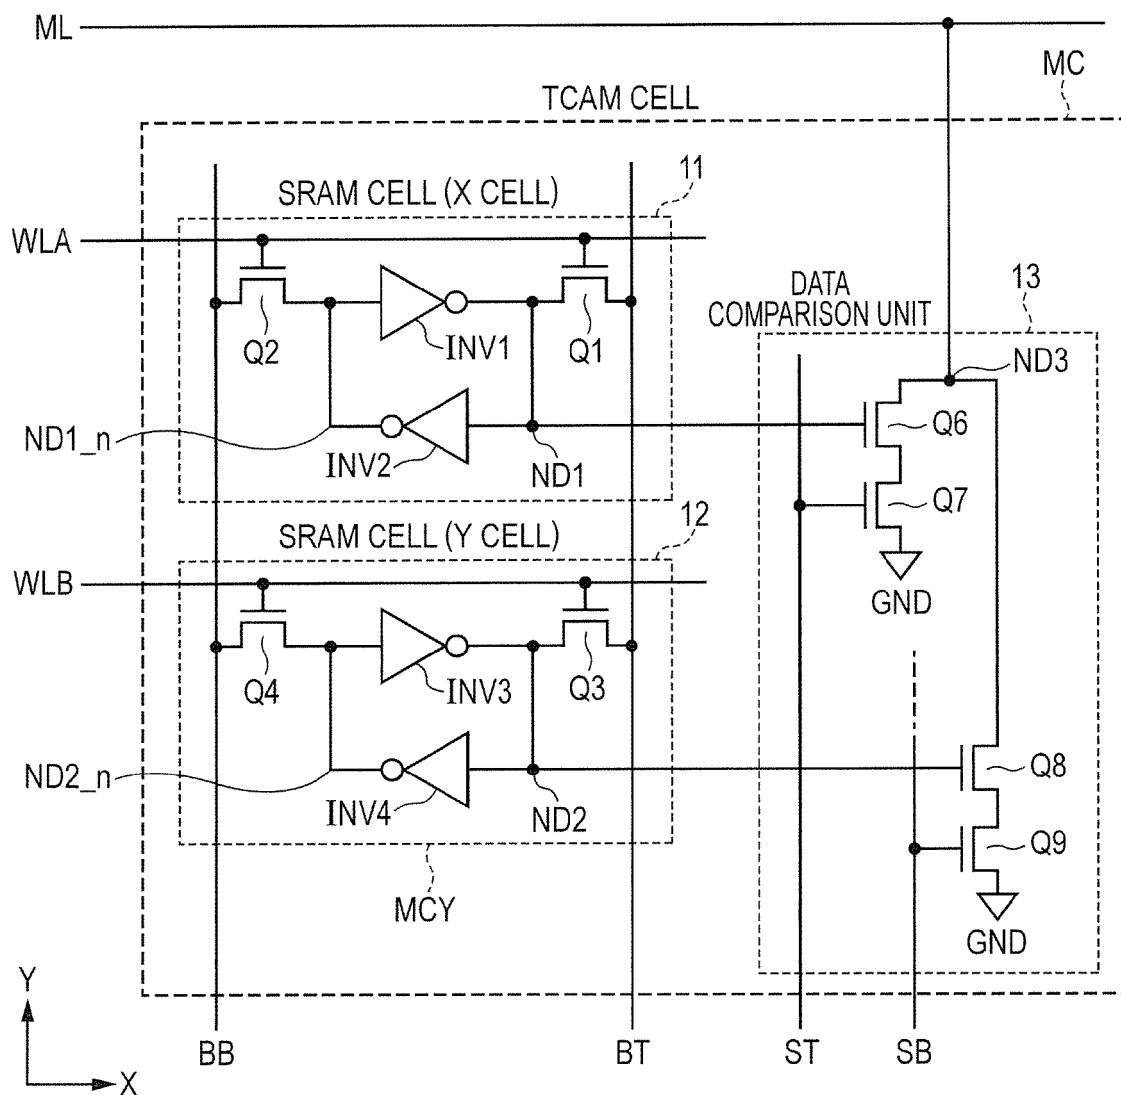 ML
MC
TCAM CELL
11
SRAM CELL (X CELL)
WLA
DATA
COMPARISON UNIT
13
Q2
INV1
Q1
ND3
ND1_n
INV2
ND1
Q6
Q7
12
SRAM CELL (Y CELL)
WLB
GND
Q4
INV3
Q3
ND2_n
INV4
ND2
Q8
Q9
MCY
GND
Y
X
BB
BT
ST
SB